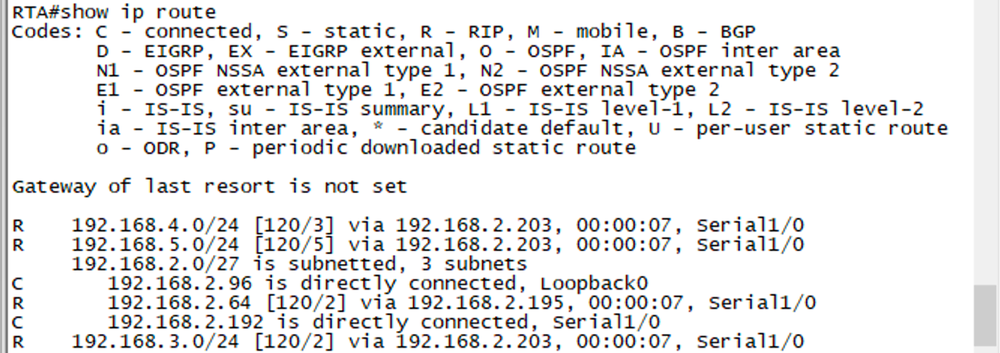 RTA#show ip route
Codes: C - connected, S - static, R - RIP, M - mobile, B - BGP
D - EIGRP, EX - EIGRP external, O - OSPF, IA - OSPF inter area
N1 - OSPF NSSA external type 1, N2 - OSPF NSSA external type 2
E1 - OSPF external type 1, E2 - OSPF external type 2
i - IS-IS, su - IS-IS summary, L1 - IS-IS level-1, L2 - IS-IS level-2
ia - IS-IS inter area, * - candidate default, U - per-user static route
o - ODR, P - periodic downloaded static route
Gateway of last resort is not set
R 192.168.4.0/24 [120/3] via 192.168.2.203, 00:00:07, Serial1/0
R 192.168.5.0/24 [120/5] via 192.168.2.203, 00:00:07, Serial1/0
192.168.2.0/27 is subnetted, 3 subnets
C 192.168.2.96 is directly connected, Loopback0
R 192.168.2.64 [120/2] via 192.168.2.195, 00:00:07, Serial1/0
C 192.168.2.192 is directly connected, Serial1/0
R 192.168.3.0/24 [120/2] via 192.168.2.203, 00:00:07, Serial1/0